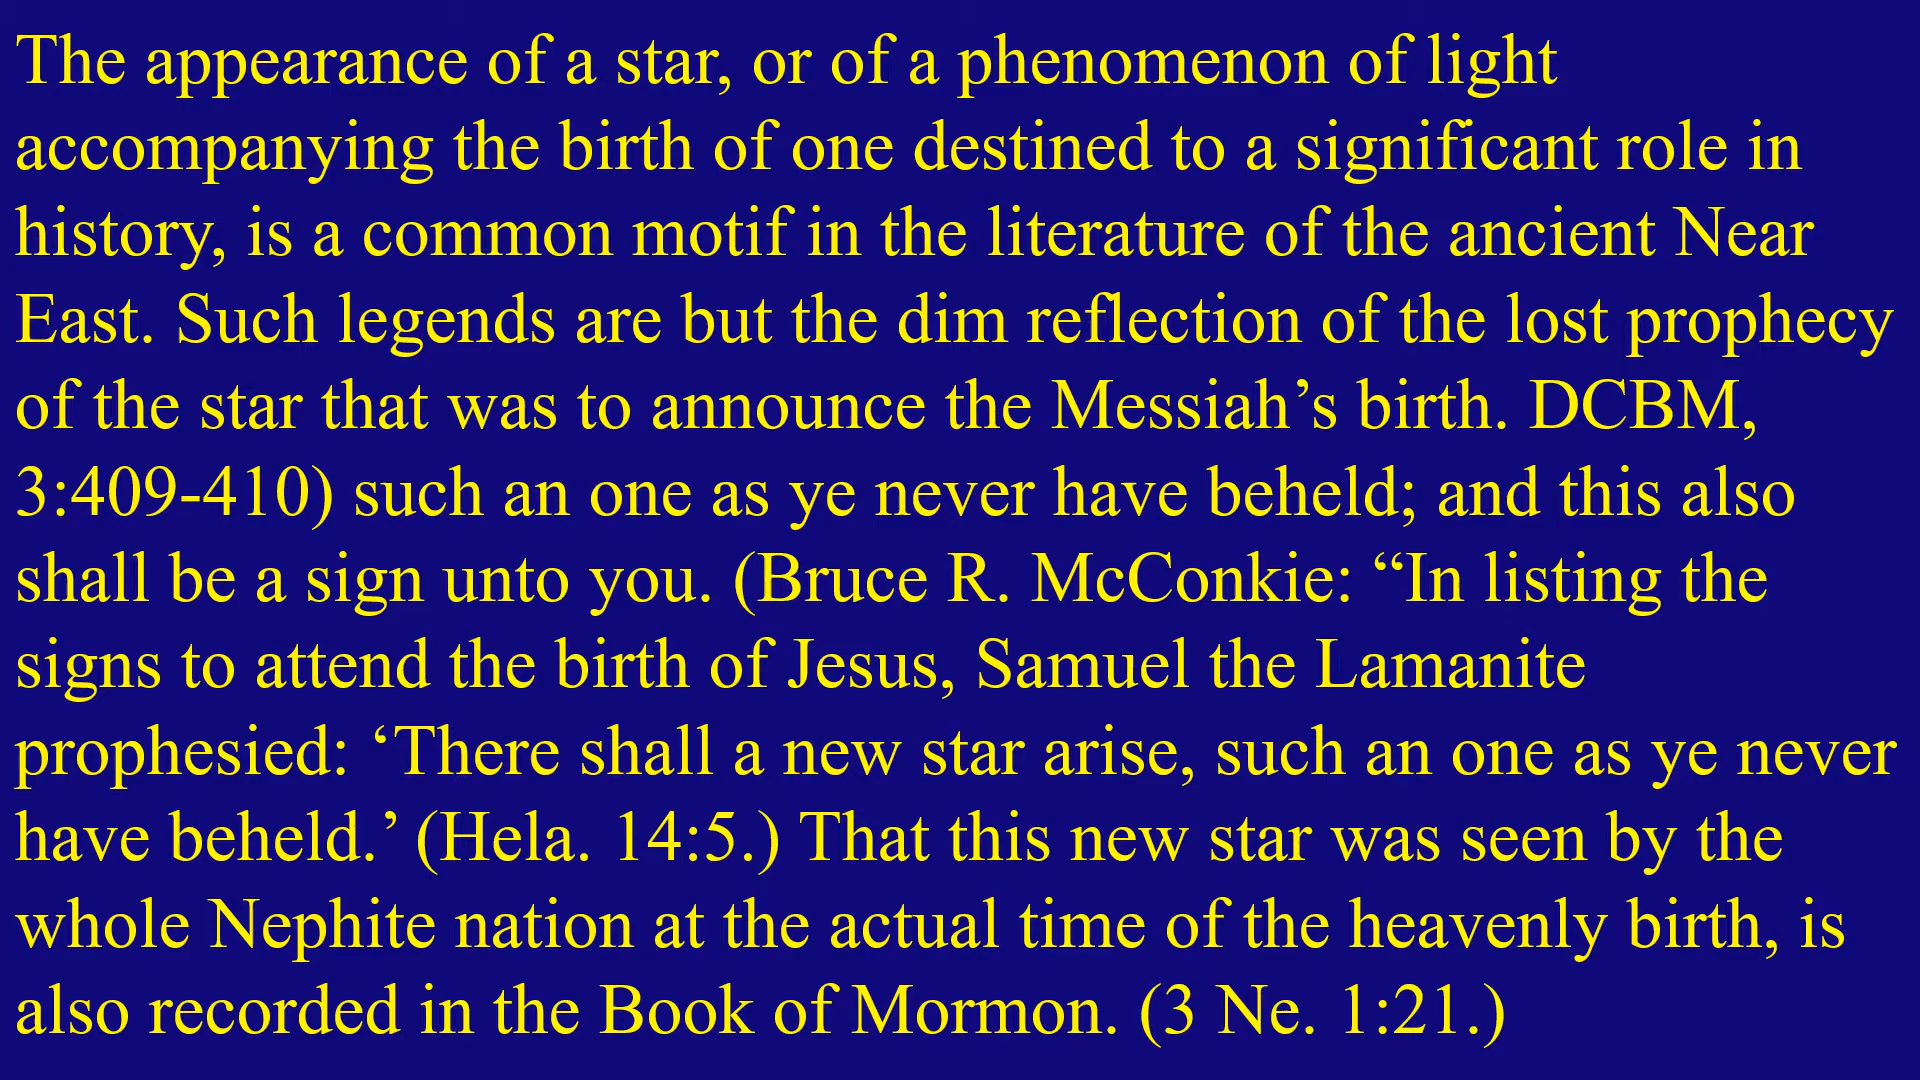 The appearance of a star, or of a phenomenon of light
accompanying the birth of one destined to a significant role in
history, is a common motif in the literature of the ancient Near
East. Such legends are but the dim reflection of the lost prophecy
of the star that was to announce the Messiah’s birth. DCBM,
3:409-410) such an one as ye never have beheld; and this also
shall be a sign unto you. (Bruce R. McConkie: “In listing the
signs to attend the birth of Jesus, Samuel the Lamanite
prophesied: ‘There shall a new star arise, such an one as ye never
have beheld.’ (Hela. 14:5.) That this new star was seen by the
whole Nephite nation at the actual time of the heavenly birth, is
also recorded in the Book of Mormon. (3 Ne. 1:21.)